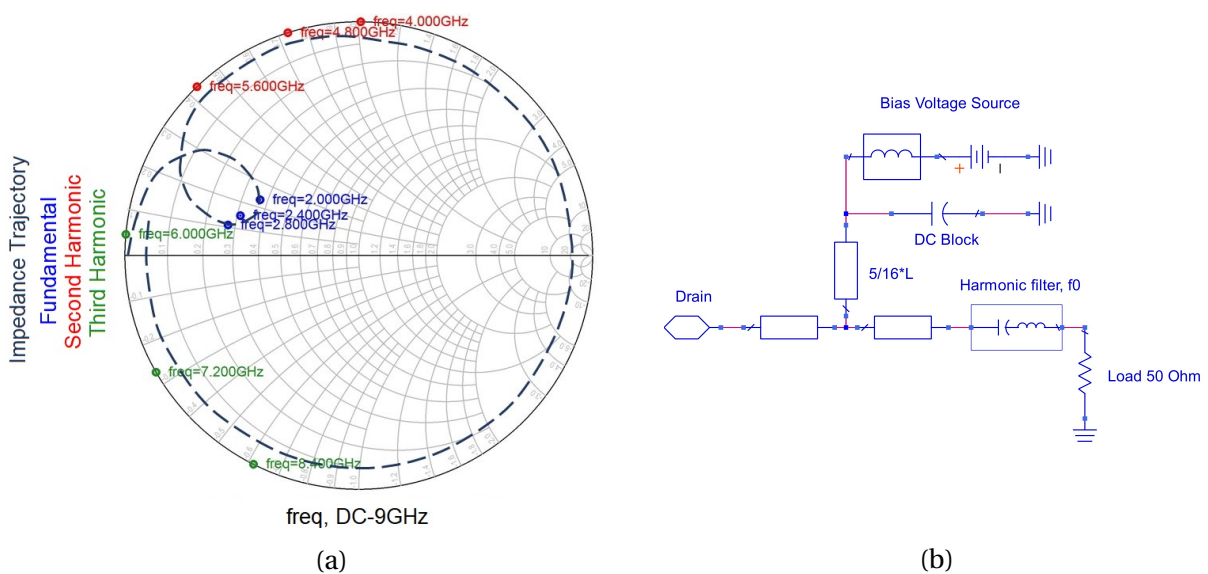 freq=4.000GHz
freq=4.800GHz
freq=5.600GHz
freq=2.000GHz
freq=2.400GHz
freq=2.800GHz
freq=6.000GHz
freq=7.200GHz
freq=8.400GHz
Impedance Trajectory
Fundamental
Second Harmonic
Third Harmonic
freq, DC-9GHz
(a)
Bias Voltage Source
+
DC Block
5/16*L
Drain
Harmonic filter, f0
Load 50 Ohm
(b)